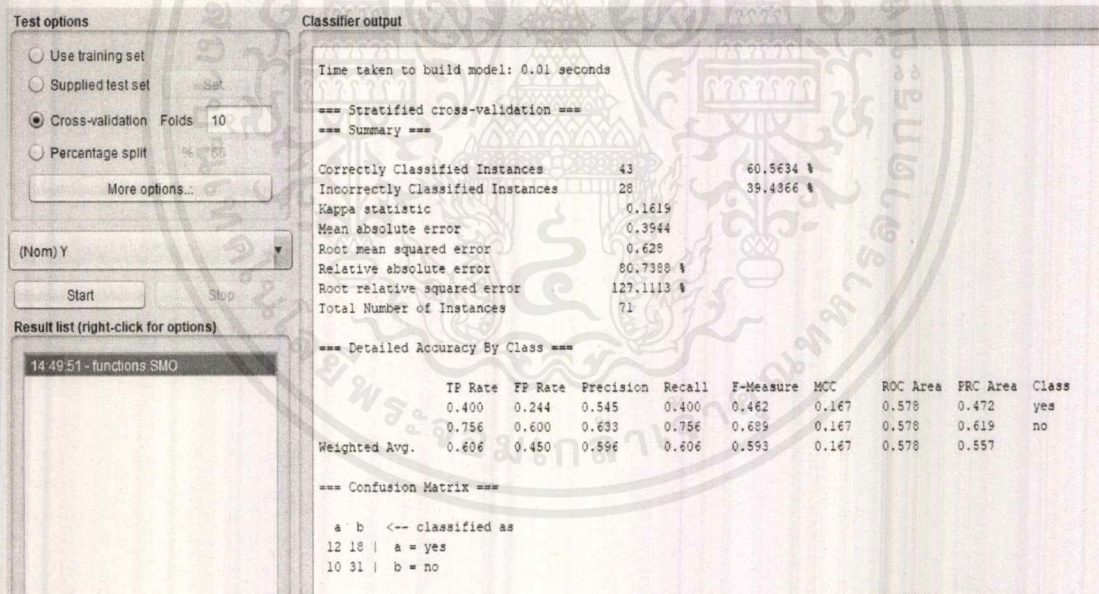 Test options
Use training set
Supplied test set Set...
Cross-validation Folds 10
Percentage split % 66
More options...
(Nom) Y
Start Stop
Result list (right-click for options)
14:49:51 - functions SMO
Classifier output
Time taken to build model: 0.01 seconds
=== Stratified cross-validation ===
=== Summary ===
Correctly Classified Instances 43 60.5634 %
Incorrectly Classified Instances 28 39.4366 %
Kappa statistic 0.1619
Mean absolute error 0.3944
Root mean squared error 0.628
Relative absolute error 80.7388 %
Root relative squared error 127.1113 %
Total Number of Instances 71
=== Detailed Accuracy By Class ===
TP Rate FP Rate Precision Recall F-Measure MCC ROC Area PRC Area Class
0.400 0.244 0.545 0.400 0.462 0.167 0.578 0.472 yes
0.756 0.600 0.633 0.756 0.689 0.167 0.578 0.619 no
Weighted Avg. 0.606 0.450 0.596 0.606 0.593 0.167 0.578 0.557
=== Confusion Matrix ===
a b <-- classified as
12 18 | a = yes
10 31 | b = no